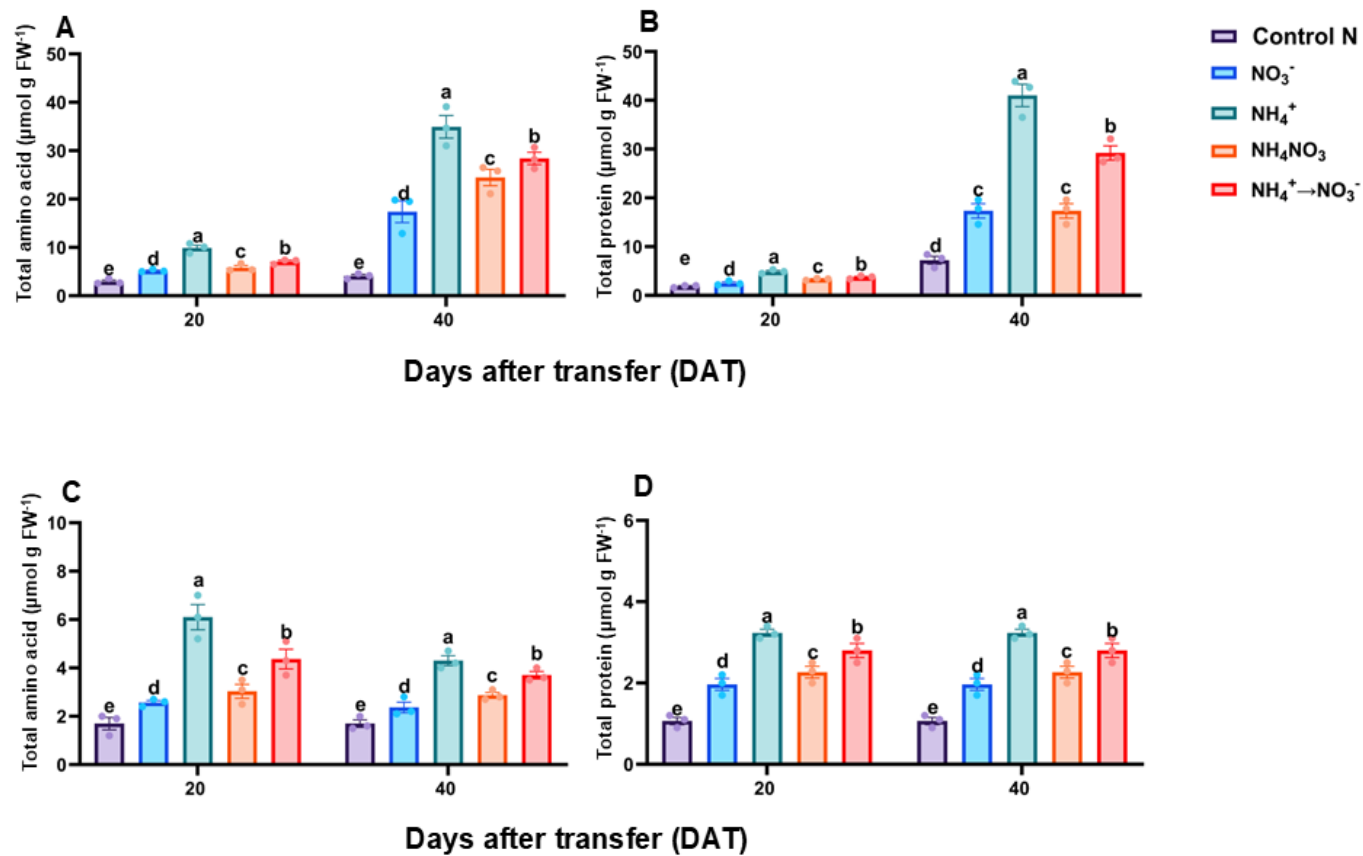 A
B
Total amino acid (µmol g FW⁻¹)
50
40
30
20
10
0
e
d
a
c
b
e
d
a
c
b
20
40
Total protein (µmol g FW⁻¹)
50
40
30
20
10
0
e
d
a
c
b
d
c
a
c
b
20
40
Control N
NO₃⁻
NH₄⁺
NH₄NO₃
NH₄⁺→NO₃⁻
Days after transfer (DAT)
C
D
Total amino acid (µmol g FW⁻¹)
10
8
6
4
2
0
e
d
a
c
b
e
d
a
c
b
20
40
Total protein (µmol g FW⁻¹)
6
4
2
0
e
d
a
c
b
e
d
a
c
b
20
40
Days after transfer (DAT)